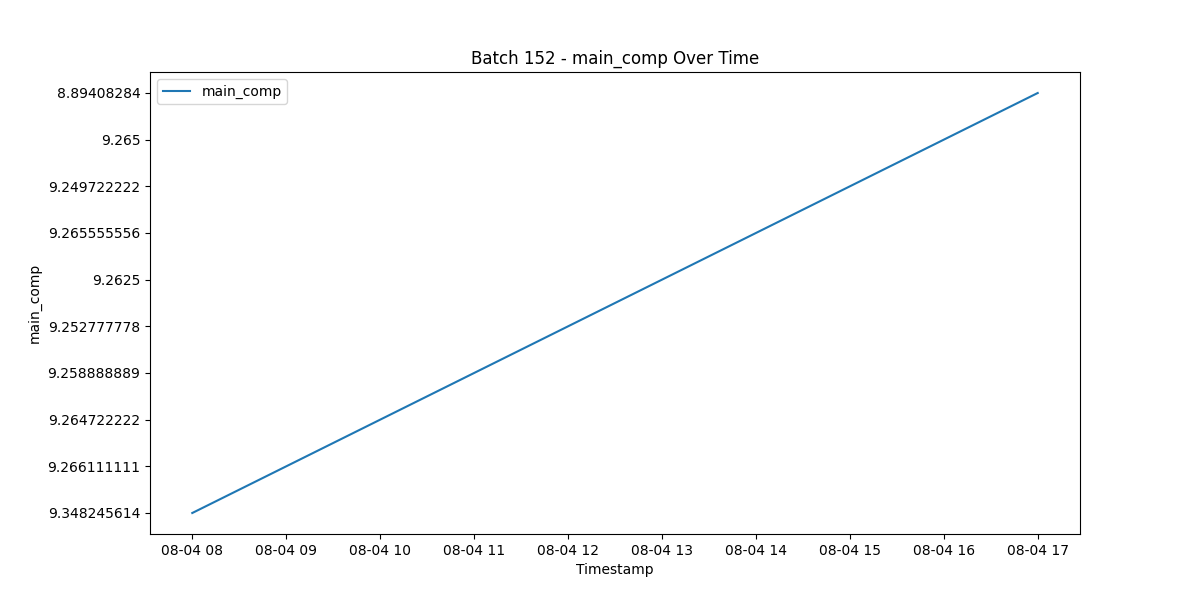 Batch 152 - main_comp Over Time
main_comp
8.89408284
9.265
9.249722222
9.265555556
9.2625
9.252777778
9.258888889
9.264722222
9.266111111
9.348245614
main_comp
08-04 08 08-04 09 08-04 10 08-04 11 08-04 12 08-04 13 08-04 14 08-04 15 08-04 16 08-04 17
Timestamp